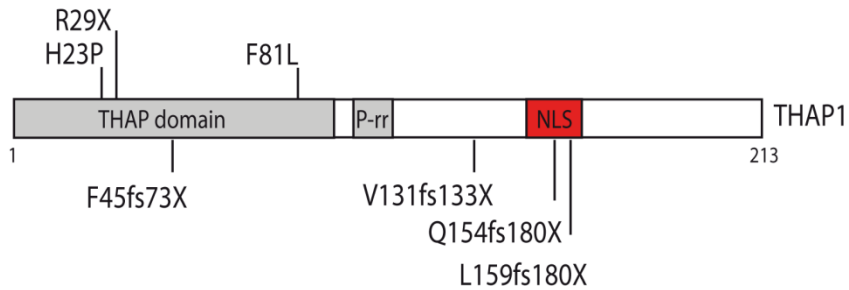 R29X
H23P
F81L
THAP domain
P-rr
NLS
THAP1
1
213
F45fs73X
V131fs133X
Q154fs180X
L159fs180X